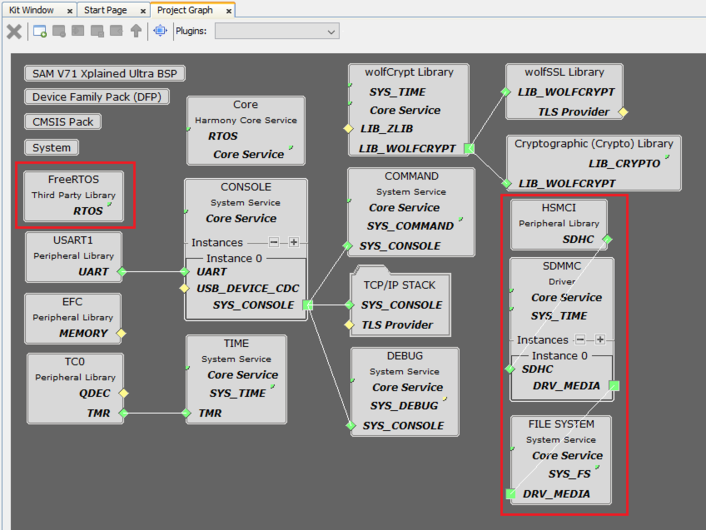 Kit Window
Start Page
Project Graph
Plugins:
SAM V71 Xplained Ultra BSP
Device Family Pack (DFP)
CMSIS Pack
System
FreeRTOS
Third Party Library
RTOS
USART1
Peripheral Library
UART
EFC
Peripheral Library
MEMORY
TC0
Peripheral Library
QDEC
TMR
Core
Harmony Core Service
RTOS
Core Service
CONSOLE
System Service
Core Service
Instances
Instance 0
UART
USB_DEVICE_CDC
SYS_CONSOLE
TIME
System Service
Core Service
SYS_TIME
TMR
wolfCrypt Library
SYS_TIME
Core Service
LIB_ZLIB
LIB_WOLFCRYPT
COMMAND
System Service
Core Service
SYS_COMMAND
SYS_CONSOLE
TCP/IP STACK
SYS_CONSOLE
TLS Provider
DEBUG
System Service
Core Service
SYS_DEBUG
SYS_CONSOLE
wolfSSL Library
LIB_WOLFCRYPT
TLS Provider
Cryptographic (Crypto) Library
LIB_CRYPTO
LIB_WOLFCRYPT
HSMCI
Peripheral Library
SDHC
SDMMC
Driver
Core Service
SYS_TIME
Instances
Instance 0
SDHC
DRV_MEDIA
FILE SYSTEM
System Service
Core Service
SYS_FS
DRV_MEDIA